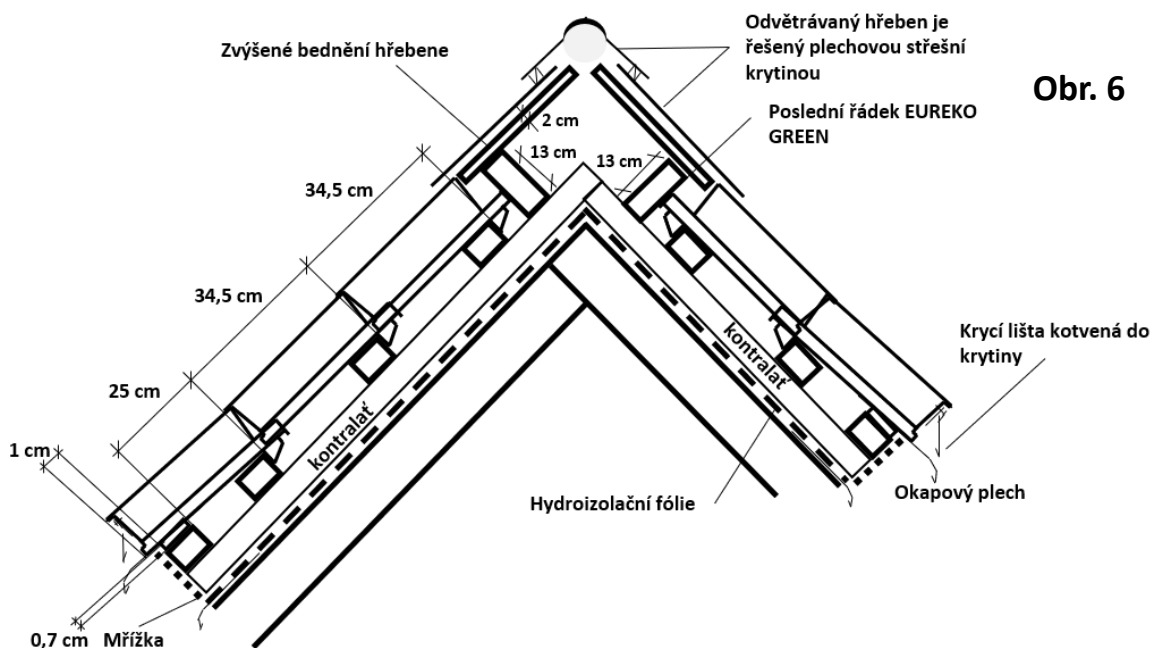 Zvýšené bednění hřebene
Odvětrávaný hřeben je
řešený plechovou střešní
krytinou
Obr. 6
Poslední řádek EUREKO
GREEN
2 cm
13 cm
13 cm
34,5 cm
34,5 cm
25 cm
1 cm
kontralať
kontralať
Krycí lišta kotvená do
krytiny
Hydroizolační fólie
Okapový plech
0,7 cm
Mřížka